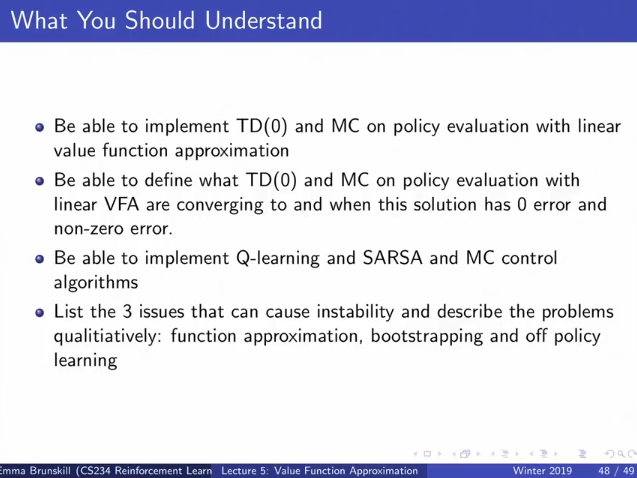 What You Should Understand
Be able to implement TD(0) and MC on policy evaluation with linear
value function approximation
Be able to define what TD(0) and MC on policy evaluation with
linear VFA are converging to and when this solution has 0 error and
non-zero error.
Be able to implement Q-learning and SARSA and MC control
algorithms
List the 3 issues that can cause instability and describe the problems
qualitiatively: function approximation, bootstrapping and off policy
learning
Emma Brunskill (CS234 Reinforcement Learn
Lecture 5: Value Function Approximation
Winter 2019
48 / 49